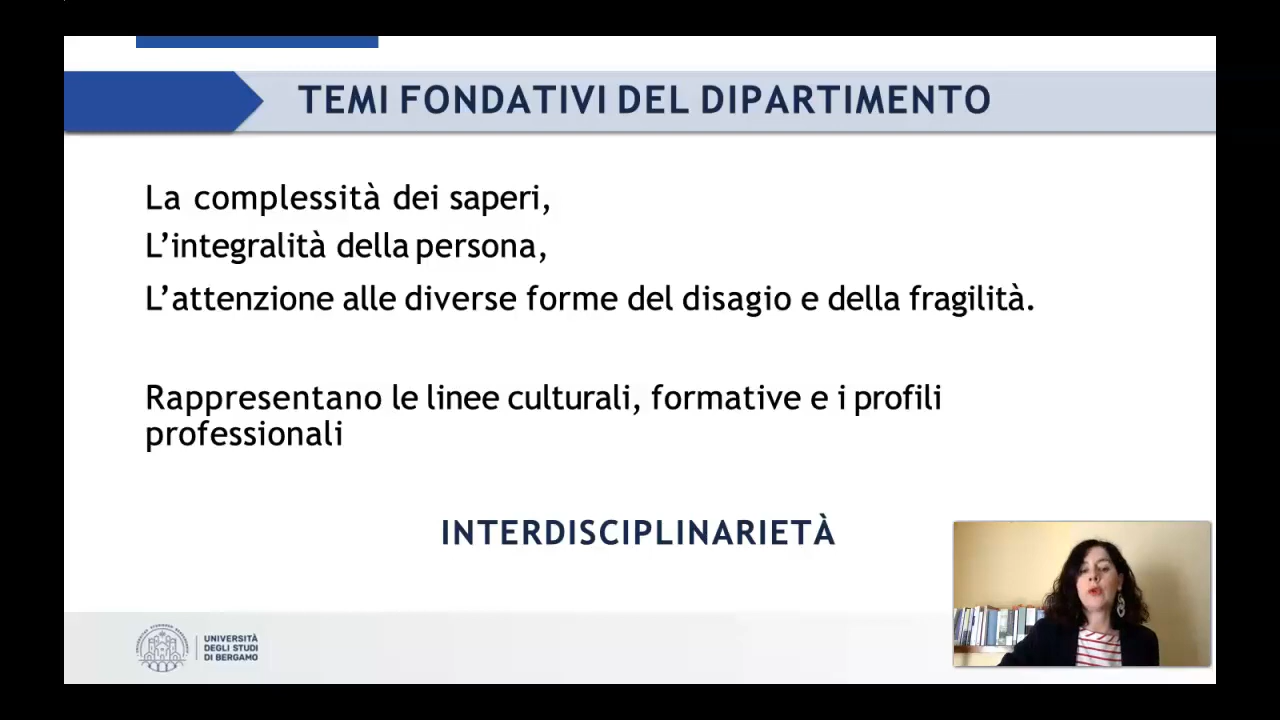 TEMI FONDATIVI DEL DIPARTIMENTO
La complessità dei saperi,
L’integralità della persona,
L’attenzione alle diverse forme del disagio e della fragilità.
Rappresentano le linee culturali, formative e i profili
professionali
INTERDISCIPLINARIETÀ
UNIVERSITÀ
DEGLI STUDI
DI BERGAMO